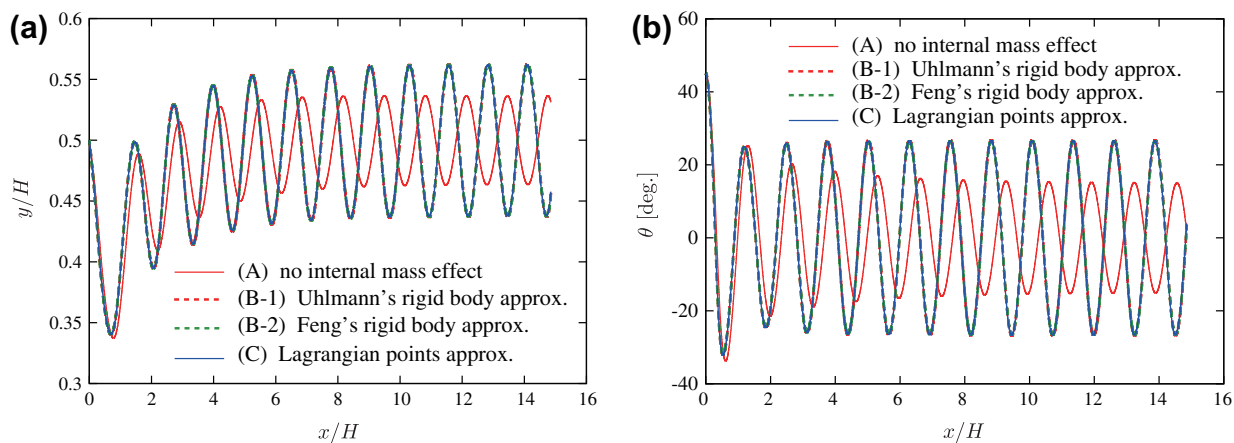 (a)
0.6
0.55
0.5
0.45
0.4
0.35
0.3
y/H
(A) no internal mass effect
(B-1) Uhlmann's rigid body approx.
(B-2) Feng's rigid body approx.
(C) Lagrangian points approx.
0 2 4 6 8 10 12 14 16
x/H
(b)
60
40
20
0
-20
-40
θ [deg.]
(A) no internal mass effect
(B-1) Uhlmann's rigid body approx.
(B-2) Feng's rigid body approx.
(C) Lagrangian points approx.
0 2 4 6 8 10 12 14 16
x/H